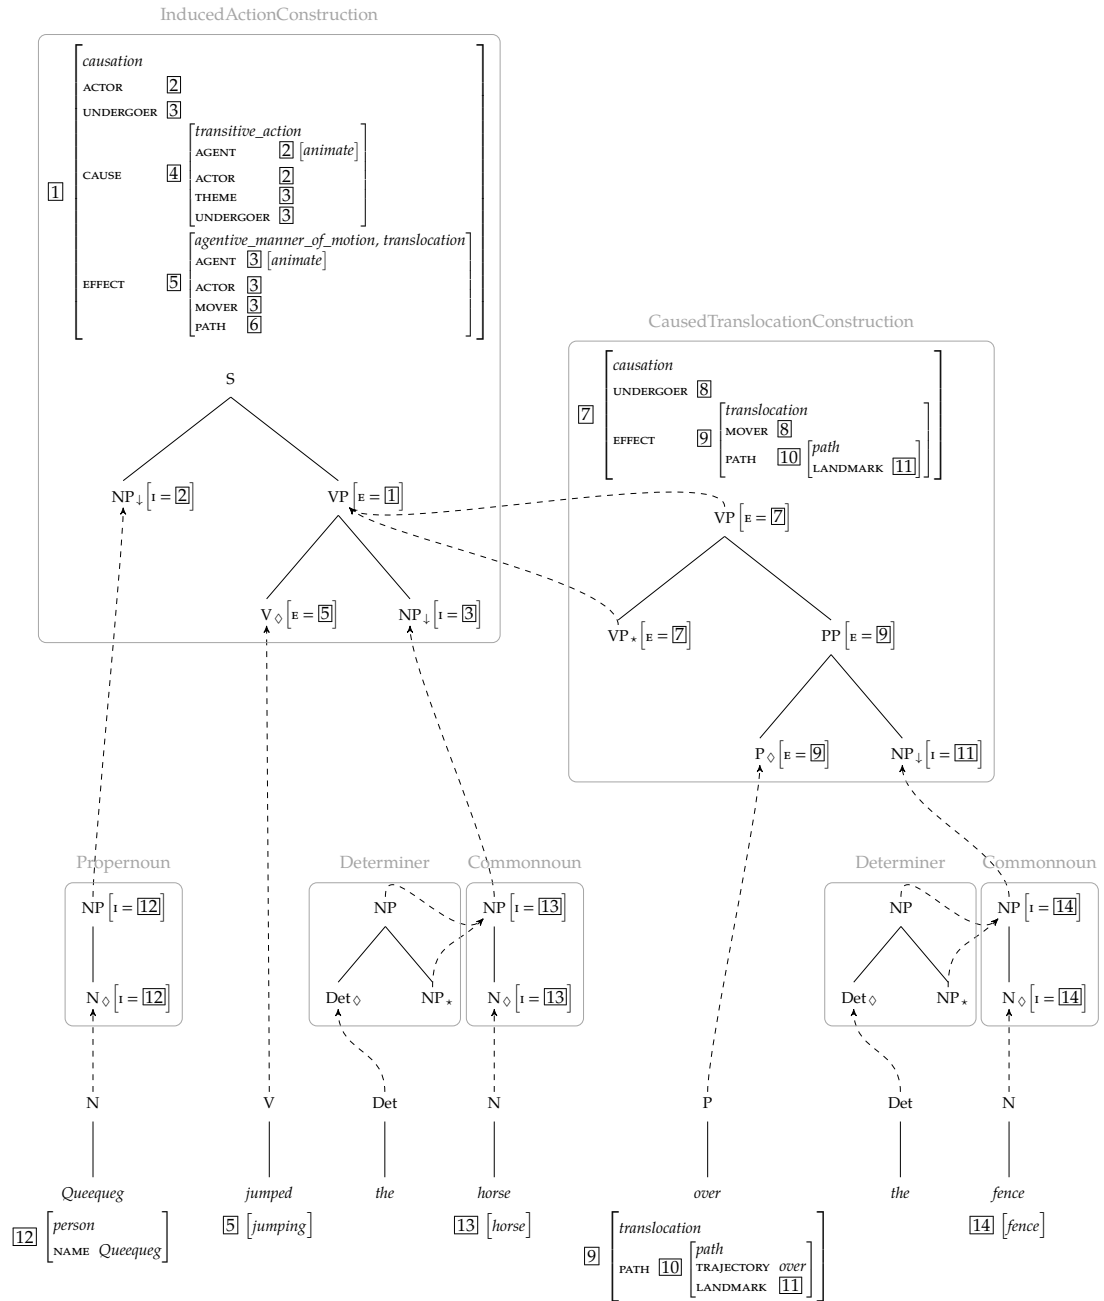 InducedActionConstruction
causation
ACTOR 2
UNDERGOER 3
transitive_action
AGENT 2 [animate]
CAUSE 4 ACTOR 2
1
THEME 3
UNDERGOER 3
agentive_manner_of_motion, translocation
AGENT 3 [animate]
EFFECT 5 ACTOR 3
MOVER 3
PATH 6
CausedTranslocationConstruction
causation
UNDERGOER 8
7
translocation
MOVER 8
EFFECT 9
path
PATH 10
LANDMARK 11
S
NP↓ [I = 2] VP [E = 1]
VP [E = 7]
V◊ [E = 5] NP↓ [I = 3]
VP⋆ [E = 7] PP [E = 9]
P◊ [E = 9] NP↓ [I = 11]
Propernoun Determiner Commonnoun Determiner Commonnoun
NP [I = 12] NP NP [I = 13] NP NP [I = 14]
N◊ [I = 12] Det◊ NP⋆ N◊ [I = 13] Det◊ NP⋆ N◊ [I = 14]
N V Det N P Det N
Queequeg jumped the horse over the fence
12 [person
NAME Queequeg]
5 [jumping] 13 [horse]
9 [translocation
PATH 10 [path
TRAJECTORY over
LANDMARK 11]]
14 [fence]